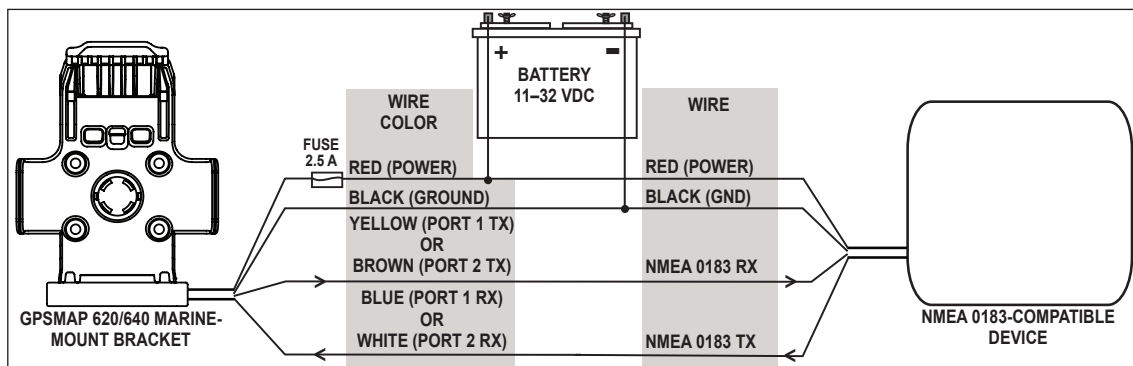 +
-
BATTERY
11–32 VDC
WIRE
COLOR
WIRE
FUSE
2.5 A
RED (POWER)
RED (POWER)
BLACK (GROUND)
BLACK (GND)
YELLOW (PORT 1 TX)
OR
BROWN (PORT 2 TX)
NMEA 0183 RX
BLUE (PORT 1 RX)
OR
WHITE (PORT 2 RX)
NMEA 0183 TX
GPSMAP 620/640 MARINE-
MOUNT BRACKET
NMEA 0183-COMPATIBLE
DEVICE